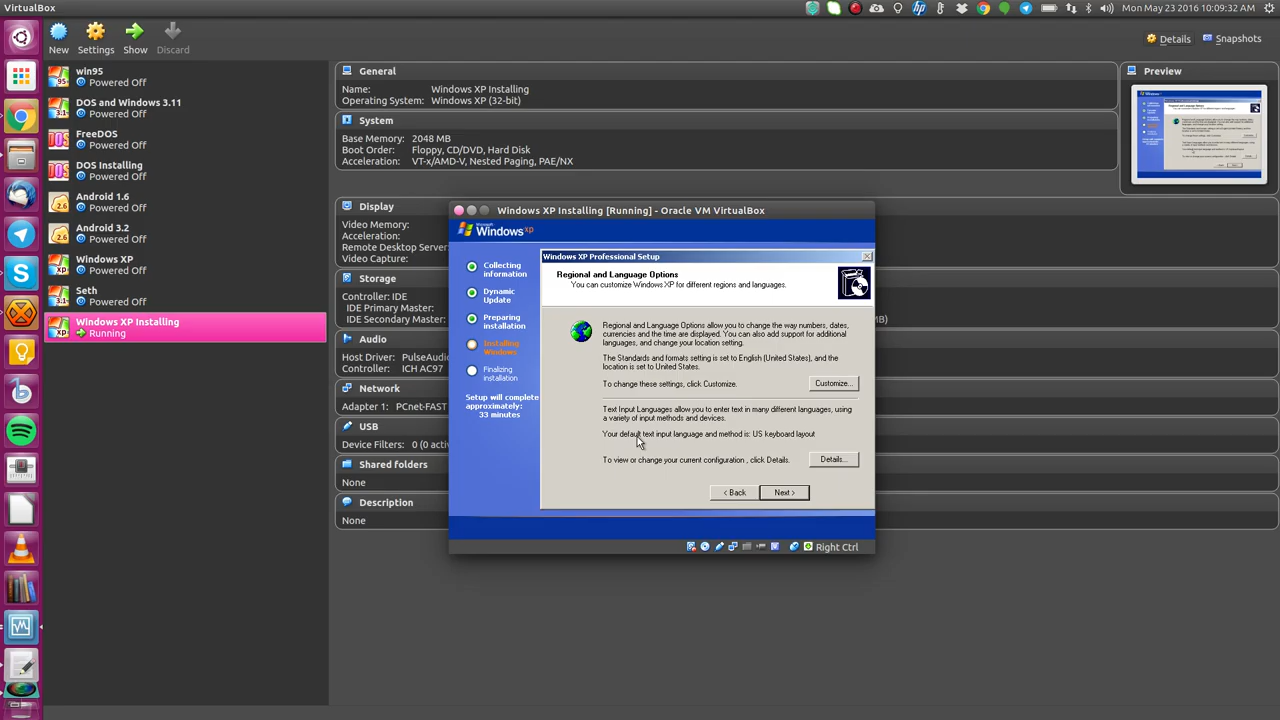 VirtualBox
Mon May 23 2016 10:09:32 AM
New
Settings
Show
Discard
Details
Snapshots
win95
Powered Off
DOS and Windows 3.11
Powered Off
FreeDOS
Powered Off
DOS Installing
Powered Off
Android 1.6
Powered Off
Android 3.2
Powered Off
Windows XP
Powered Off
Seth
Powered Off
Windows XP Installing
Running
General
Name: Windows XP Installing
Operating System: Windows XP (32-bit)
System
Base Memory: 2048 MB
Boot Order: Floppy, CD/DVD, Hard Disk
Acceleration: VT-x/AMD-V, Nested Paging, PAE/NX
Preview
Display
Video Memory:
Acceleration:
Remote Desktop Server:
Video Capture:
Storage
Controller: IDE
IDE Primary Master:
IDE Secondary Master:
MB)
Audio
Host Driver: PulseAudio
Controller: ICH AC97
Network
Adapter 1: PCnet-FAST
USB
Device Filters: 0 (0 activ
Shared folders
None
Description
None
Windows XP Installing [Running] - Oracle VM VirtualBox
Microsoft
Windows xp
Collecting
information
Dynamic
Update
Preparing
installation
Installing
Windows
Finalizing
installation
Setup will complete
approximately:
33 minutes
Windows XP Professional Setup
Regional and Language Options
You can customize Windows XP for different regions and languages.
Regional and Language Options allow you to change the way numbers, dates,
currencies and the time are displayed. You can also add support for additional
languages, and change your location setting.
The Standards and formats setting is set to English (United States), and the
location is set to United States.
To change these settings, click Customize.
Customize...
Text Input Languages allow you to enter text in many different languages, using
a variety of input methods and devices.
Your default text input language and method is: US keyboard layout
To view or change your current configuration , click Details.
Details...
< Back
Next >
Right Ctrl